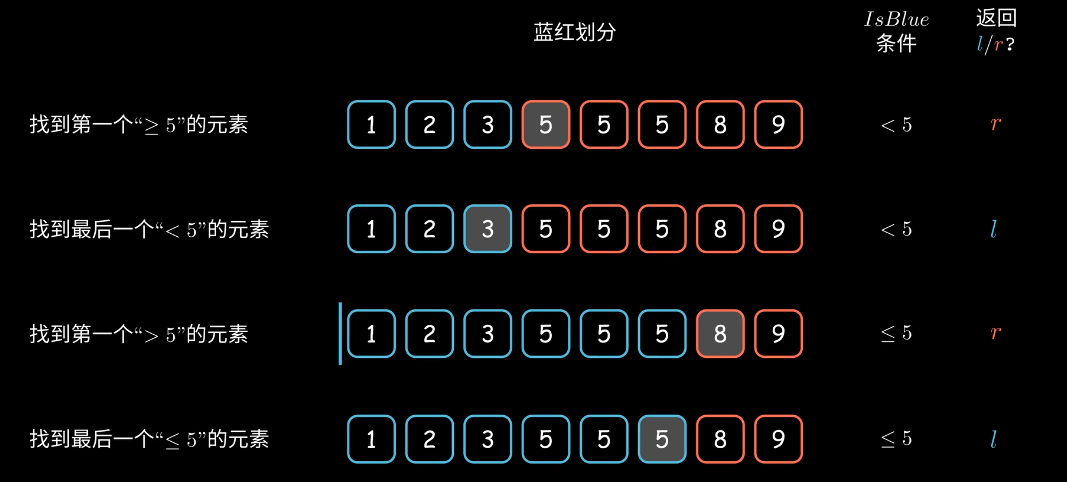 蓝红划分
IsBlue
条件
返回
l/r?
找到第一个“≥ 5”的元素
1 2 3 5 5 5 8 9
< 5
r
找到最后一个“< 5”的元素
1 2 3 5 5 5 8 9
< 5
l
找到第一个“> 5”的元素
1 2 3 5 5 5 8 9
≤ 5
r
找到最后一个“≤ 5”的元素
1 2 3 5 5 5 8 9
≤ 5
l